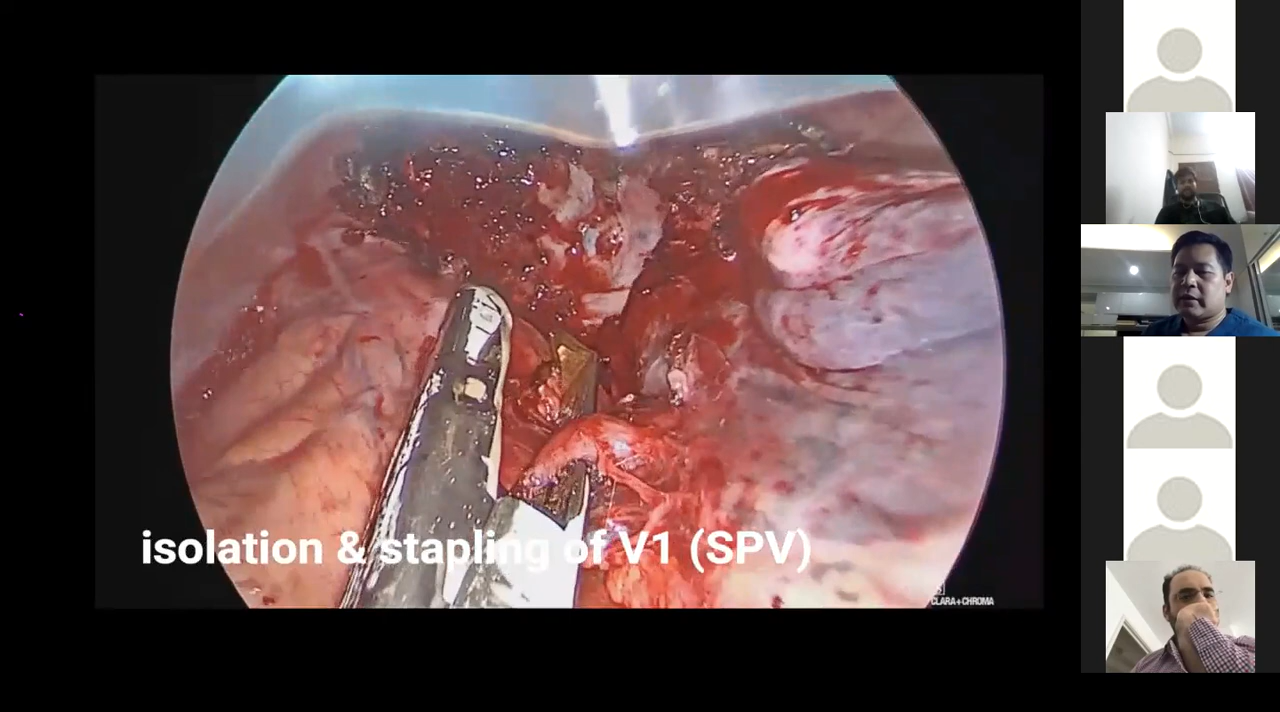 isolation & stapling of V1 (SPV)
CLARA+CHROMA